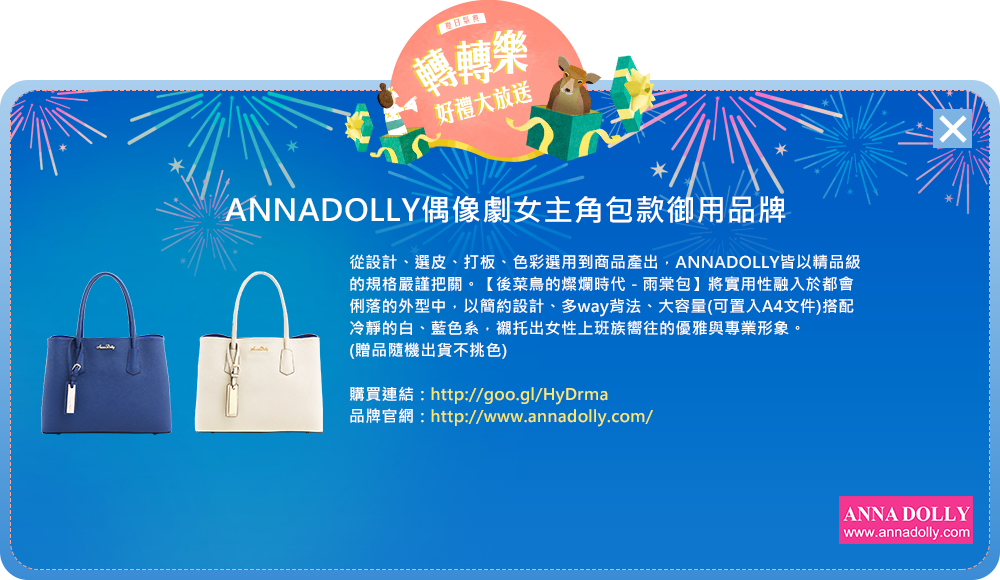 夏日祭典
轉轉樂
好禮大放送
ANNADOLLY偶像劇女主角包款御用品牌
從設計、選皮、打板、色彩選用到商品產出，ANNADOLLY皆以精品級
的規格嚴謹把關。【後菜鳥的燦爛時代 - 雨棠包】將實用性融入於都會
俐落的外型中，以簡約設計、多way背法、大容量(可置入A4文件)搭配
冷靜的白、藍色系，襯托出女性上班族嚮往的優雅與專業形象。
(贈品隨機出貨不挑色)
購買連結：http://goo.gl/HyDrma
品牌官網：http://www.annadolly.com/
AnnaDolly
AnnaDolly
ANNA DOLLY
www.annadolly.com